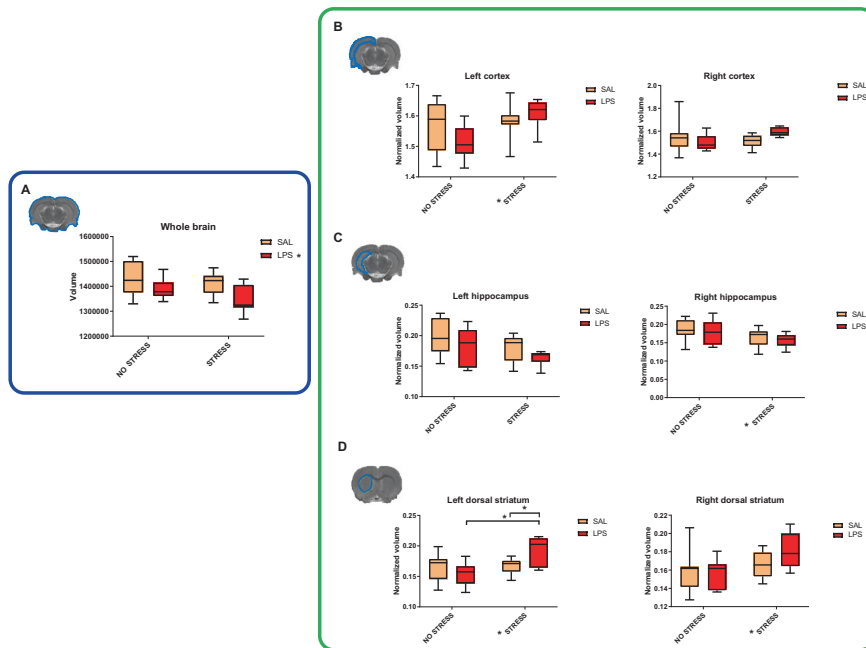 A
Whole brain
SAL
LPS *
Volume
1600000
1500000
1400000
1300000
1200000
NO STRESS
STRESS
B
Left cortex
SAL
LPS
Normalized volume
1.7
1.6
1.5
1.4
NO STRESS
* STRESS
Right cortex
SAL
LPS
Normalized volume
2.0
1.8
1.6
1.4
1.2
NO STRESS
STRESS
C
Left hippocampus
SAL
LPS
Normalized volume
0.25
0.20
0.15
0.10
NO STRESS
STRESS
Right hippocampus
SAL
LPS
Normalized volume
0.25
0.20
0.15
0.10
0.05
0.00
NO STRESS
* STRESS
D
Left dorsal striatum
*
*
SAL
LPS
Normalized volume
0.25
0.20
0.15
0.10
NO STRESS
* STRESS
Right dorsal striatum
SAL
LPS
Normalized volume
0.22
0.20
0.18
0.16
0.14
0.12
NO STRESS
* STRESS